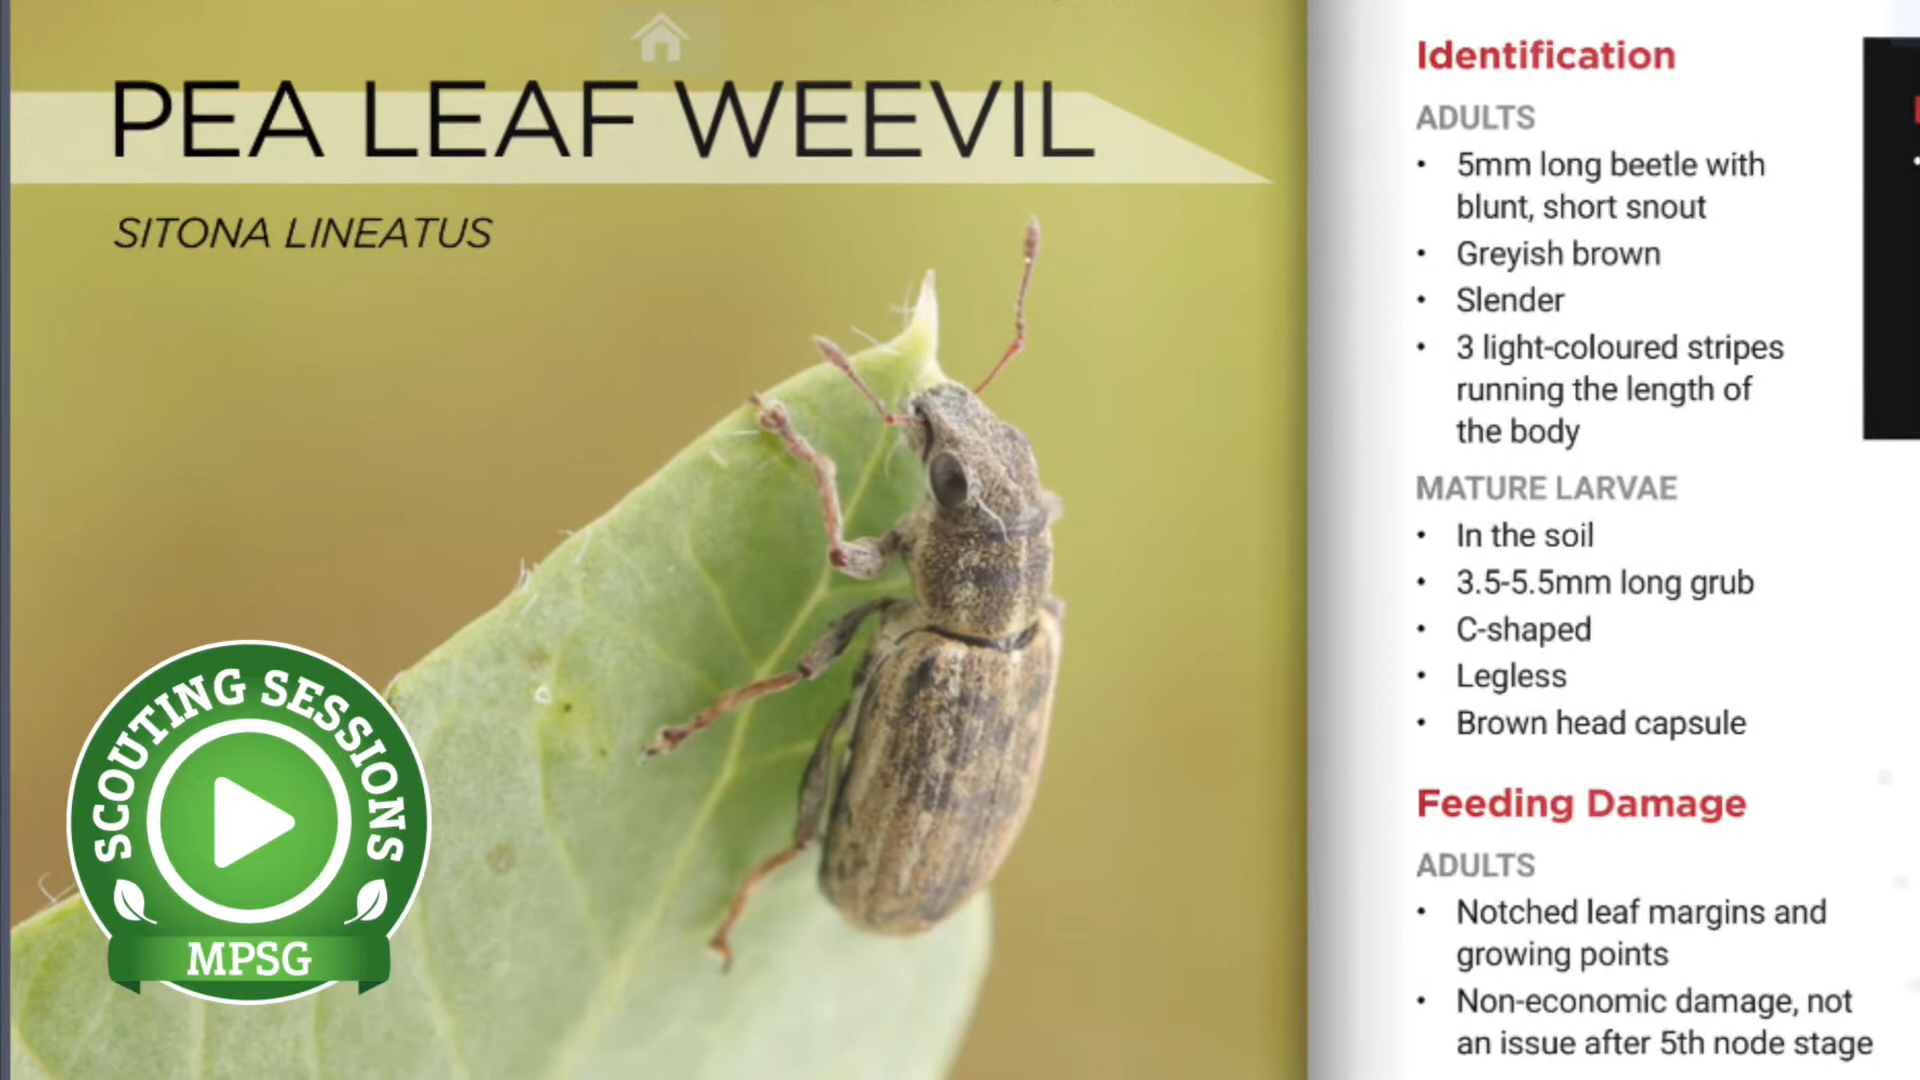 PEA LEAF WEEVIL
SITONA LINEATUS
SCOUTING SESSIONS
MPSG
Identification
ADULTS
• 5mm long beetle with
blunt, short snout
• Greyish brown
• Slender
• 3 light-coloured stripes
running the length of
the body
MATURE LARVAE
• In the soil
• 3.5-5.5mm long grub
• C-shaped
• Legless
• Brown head capsule
Feeding Damage
ADULTS
• Notched leaf margins and
growing points
• Non-economic damage, not
an issue after 5th node stage